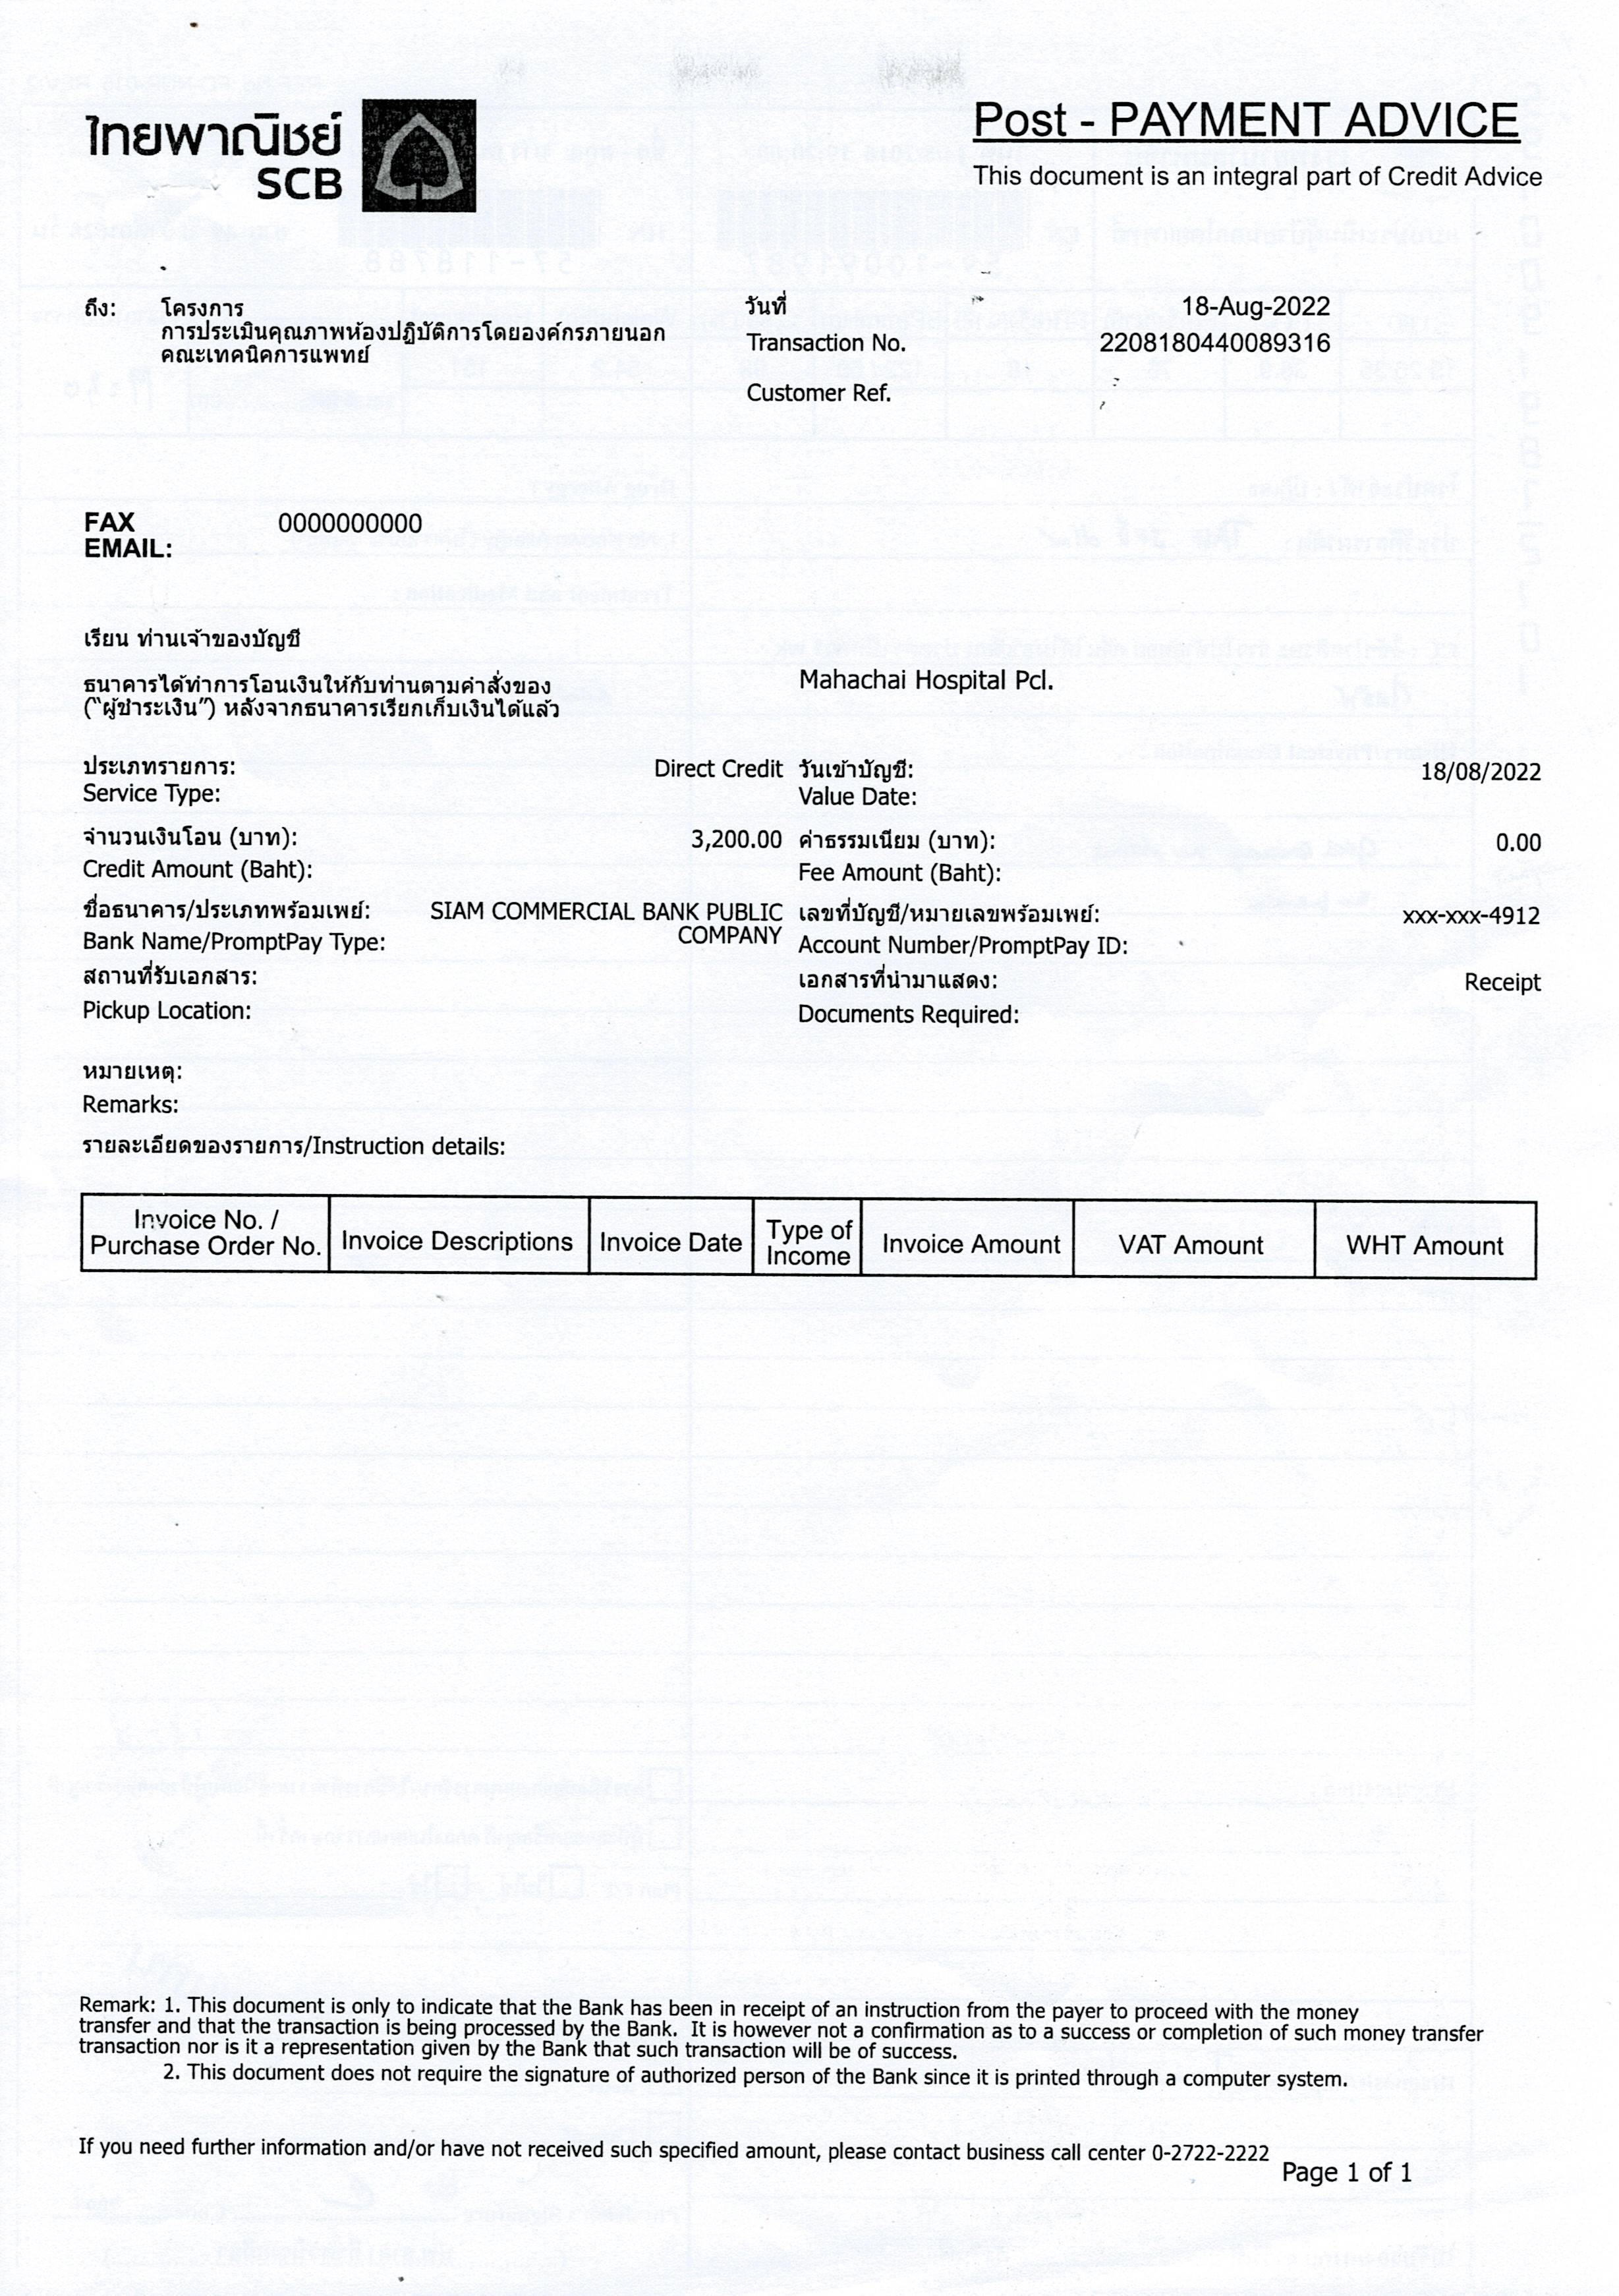 ไทยพาณิชย์
SCB
Post - PAYMENT ADVICE
This document is an integral part of Credit Advice
ถึง: โครงการ
การประเมินคุณภาพห้องปฏิบัติการโดยองค์กรภายนอก
คณะเทคนิคการแพทย์
วันที่ 18-Aug-2022
Transaction No. 2208180440089316
Customer Ref.
FAX 0000000000
EMAIL:
เรียน ท่านเจ้าของบัญชี
ธนาคารได้ทำการโอนเงินให้กับท่านตามคำสั่งของ Mahachai Hospital Pcl.
("ผู้ชำระเงิน") หลังจากธนาคารเรียกเก็บเงินได้แล้ว
ประเภทรายการ: Direct Credit วันเข้าบัญชี: 18/08/2022
Service Type: Value Date:
จำนวนเงินโอน (บาท): 3,200.00 ค่าธรรมเนียม (บาท): 0.00
Credit Amount (Baht): Fee Amount (Baht):
ชื่อธนาคาร/ประเภทพร้อมเพย์: SIAM COMMERCIAL BANK PUBLIC เลขที่บัญชี/หมายเลขพร้อมเพย์: xxx-xxx-4912
Bank Name/PromptPay Type: COMPANY Account Number/PromptPay ID:
สถานที่รับเอกสาร: เอกสารที่นำมาแสดง: Receipt
Pickup Location: Documents Required:
หมายเหตุ:
Remarks:
รายละเอียดของรายการ/Instruction details:
Invoice No. /
Purchase Order No. Invoice Descriptions Invoice Date Type of Income Invoice Amount VAT Amount WHT Amount
Remark: 1. This document is only to indicate that the Bank has been in receipt of an instruction from the payer to proceed with the money
transfer and that the transaction is being processed by the Bank. It is however not a confirmation as to a success or completion of such money transfer
transaction nor is it a representation given by the Bank that such transaction will be of success.
2. This document does not require the signature of authorized person of the Bank since it is printed through a computer system.
If you need further information and/or have not received such specified amount, please contact business call center 0-2722-2222
Page 1 of 1